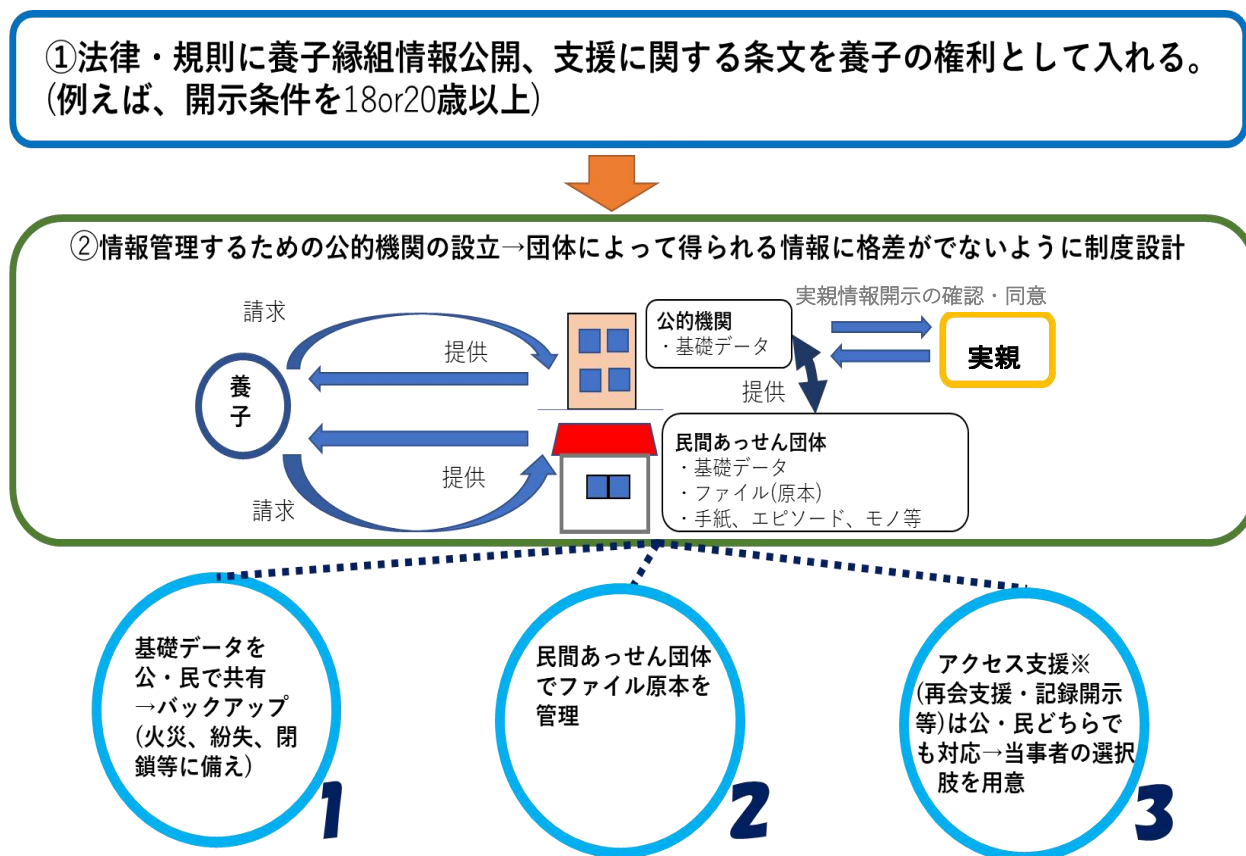 ①法律・規則に養子縁組情報公開、支援に関する条文を養子の権利として入れる。
(例えば、開示条件を18or20歳以上)
②情報管理するための公的機関の設立→団体によって得られる情報に格差がでないように制度設計
請求
提供
養
子
提供
請求
公的機関
・基礎データ
実親情報開示の確認・同意
実親
提供
民間あっせん団体
・基礎データ
・ファイル(原本)
・手紙、エピソード、モノ等
基礎データを
公・民で共有
→バックアップ
(火災、紛失、閉
鎖等に備え)
1
民間あっせん団体
でファイル原本を
管理
2
アクセス支援※
(再会支援・記録開示
等)は公・民どちらで
も対応→当事者の選択
肢を用意
3